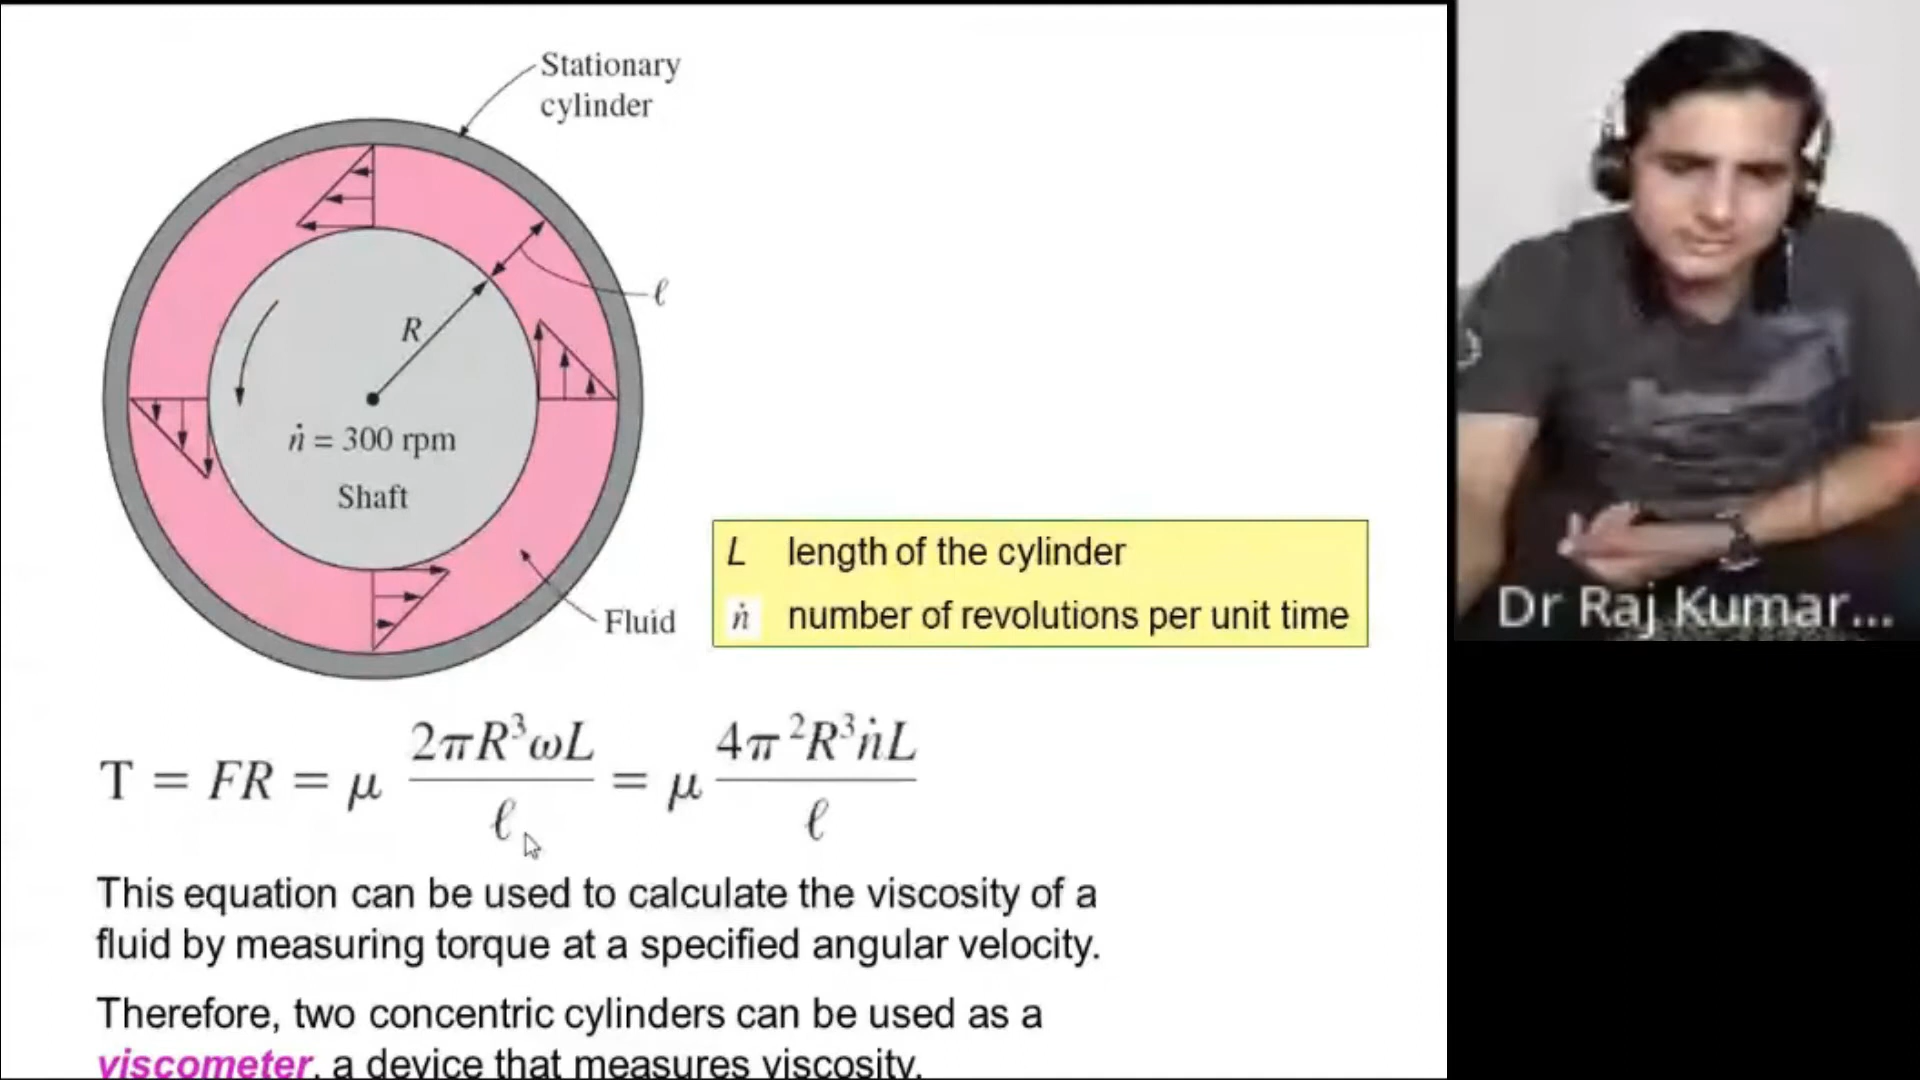 Stationary
cylinder
ℓ
R
ṅ = 300 rpm
Shaft
Fluid
L length of the cylinder
ṅ number of revolutions per unit time
Dr Raj Kumar...
T = FR = μ 2πR³ωL / ℓ = μ 4π²R³ṅL / ℓ
This equation can be used to calculate the viscosity of a
fluid by measuring torque at a specified angular velocity.
Therefore, two concentric cylinders can be used as a
viscometer, a device that measures viscosity.